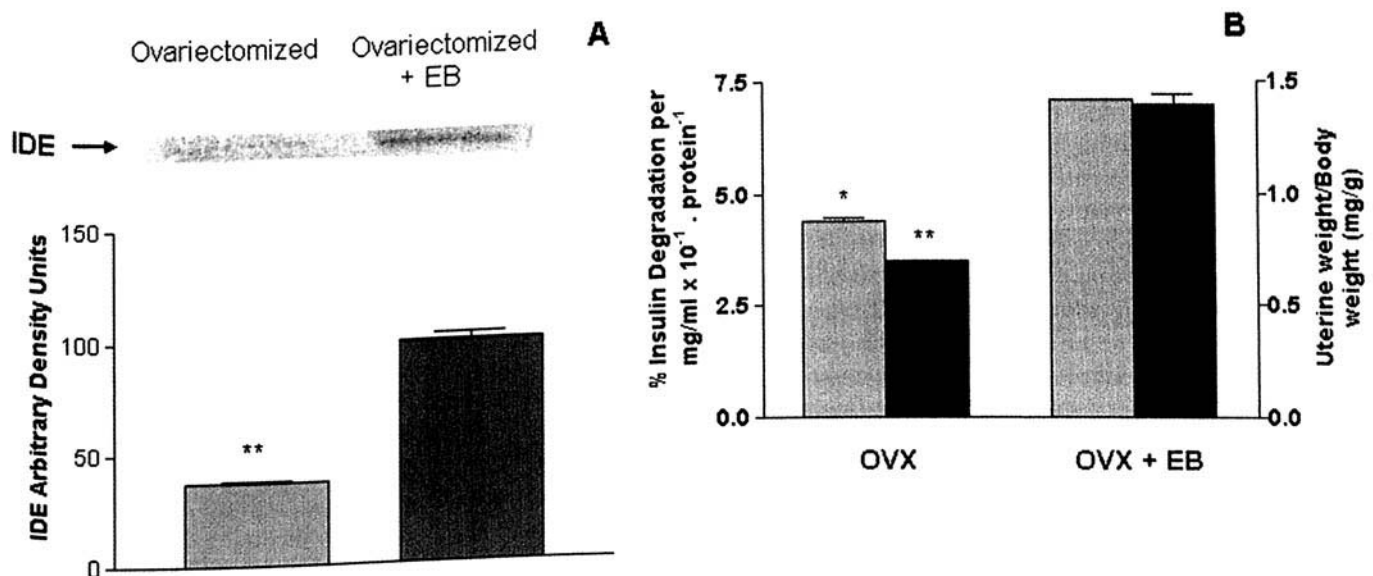 A
Ovariectomized
Ovariectomized
+ EB
IDE
IDE Arbitrary Density Units
150
100
50
0
**
B
% Insulin Degradation per
mg/ml x 10⁻¹ . protein⁻¹
7.5
5.0
2.5
0.0
*
**
OVX
OVX + EB
1.5
1.0
0.5
0.0
Uterine weight/Body
weight (mg/g)